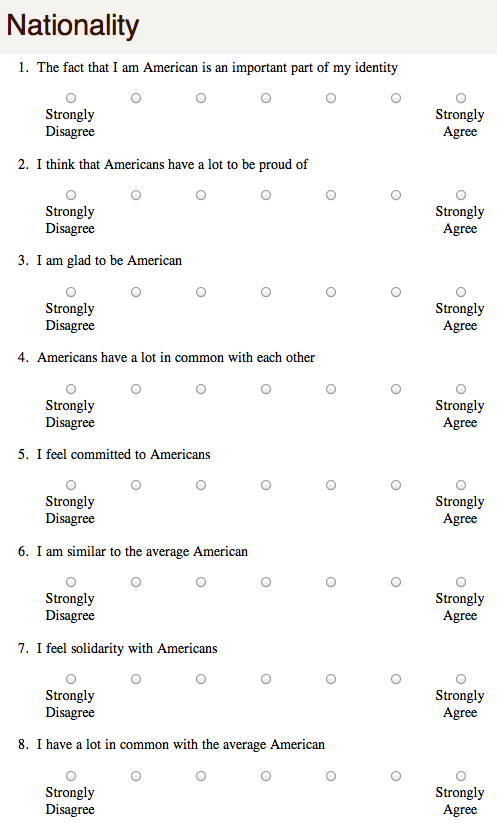 Nationality
1. The fact that I am American is an important part of my identity
Strongly Disagree
Strongly Agree
2. I think that Americans have a lot to be proud of
Strongly Disagree
Strongly Agree
3. I am glad to be American
Strongly Disagree
Strongly Agree
4. Americans have a lot in common with each other
Strongly Disagree
Strongly Agree
5. I feel committed to Americans
Strongly Disagree
Strongly Agree
6. I am similar to the average American
Strongly Disagree
Strongly Agree
7. I feel solidarity with Americans
Strongly Disagree
Strongly Agree
8. I have a lot in common with the average American
Strongly Disagree
Strongly Agree